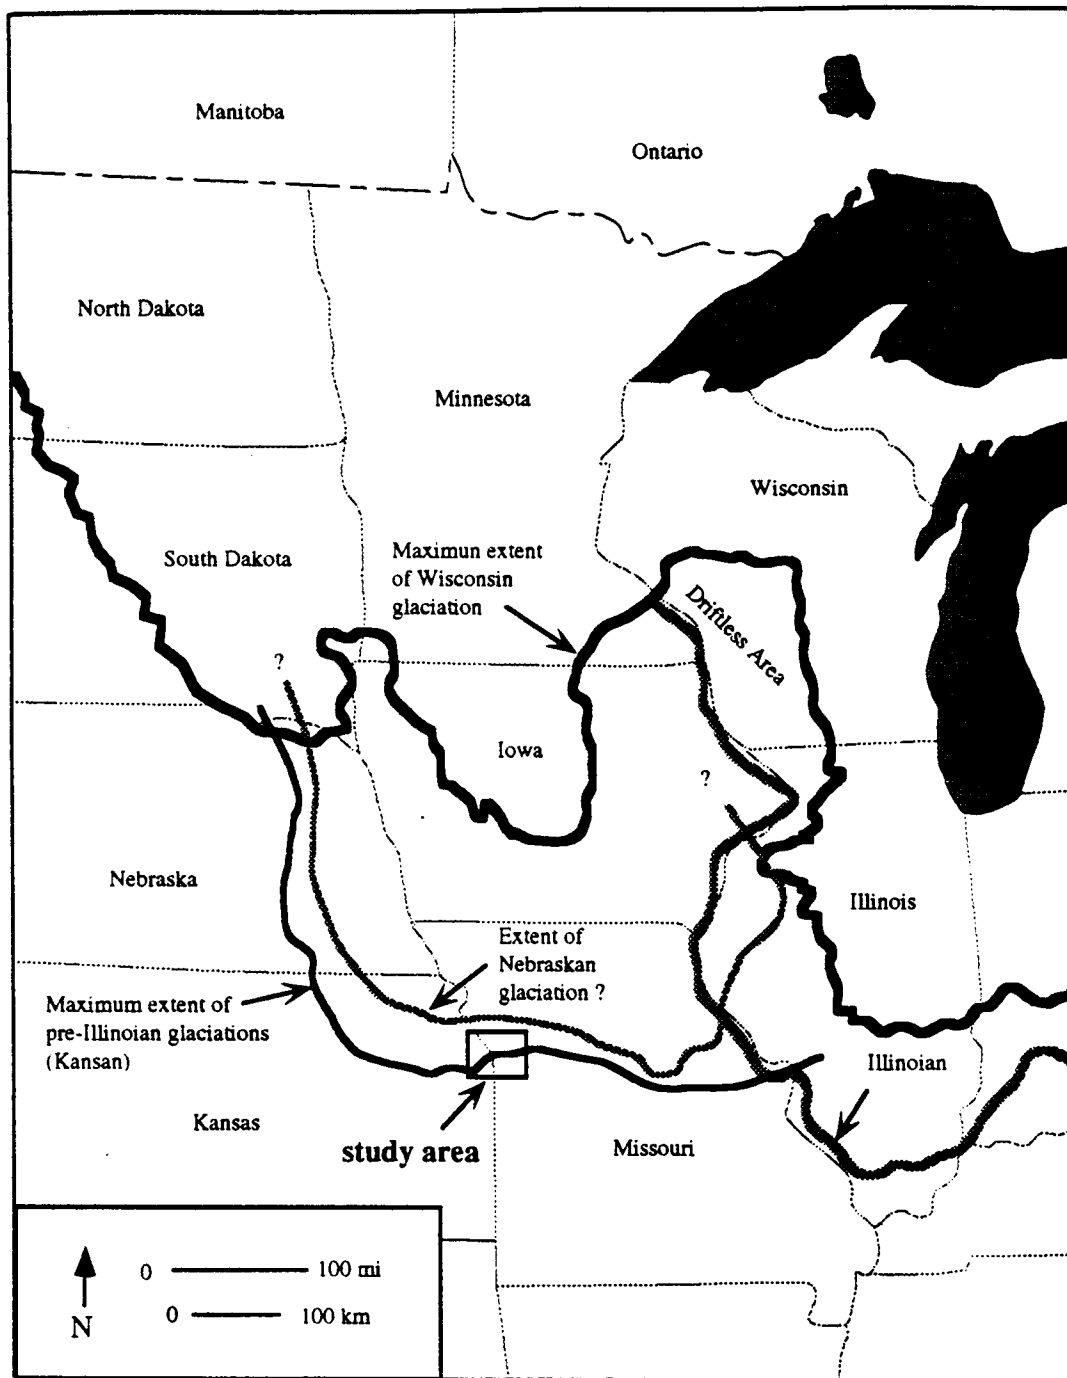 Manitoba
Ontario
North Dakota
Minnesota
Wisconsin
South Dakota
Maximun extent
of Wisconsin
glaciation
Driftless Area
?
Iowa
?
Nebraska
Illinois
Extent of
Nebraskan
glaciation ?
Maximum extent of
pre-Illinoian glaciations
(Kansan)
Illinoian
Kansas
study area
Missouri
0 100 mi
0 100 km
N